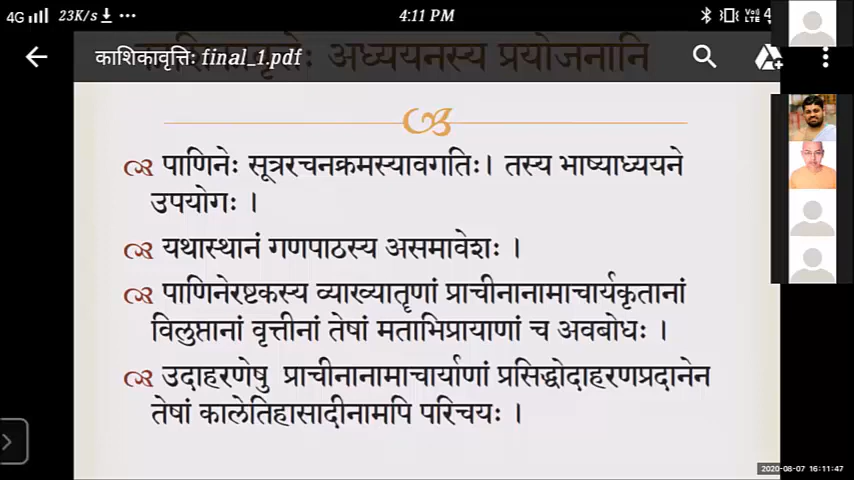 4G 23K/s ••• 4:11 PM VoLTE 4
काशिकावृत्तिः final_1.pdf
अध्ययनस्य प्रयोजनानि
पाणिनेः सूत्ररचनक्रमस्यावगतिः। तस्य भाष्याध्ययने
उपयोगः ।
यथास्थानं गणपाठस्य असमावेशः ।
पाणिनेरष्टकस्य व्याख्यातॄणां प्राचीनानामाचार्यकृतानां
विलुप्तानां वृत्तीनां तेषां मताभिप्रायाणां च अवबोधः ।
उदाहरणेषु प्राचीनानामाचार्याणां प्रसिद्धोदाहरणप्रदानेन
तेषां कालेतिहासादीनामपि परिचयः ।
2020-08-07 16:11:47